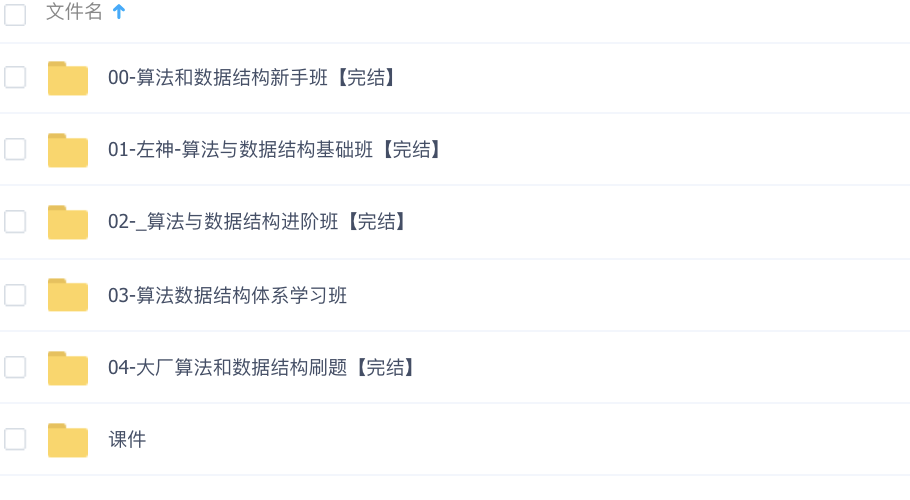 文件名
00-算法和数据结构新手班【完结】
01-左神-算法与数据结构基础班【完结】
02-_算法与数据结构进阶班【完结】
03-算法数据结构体系学习班
04-大厂算法和数据结构刷题【完结】
课件